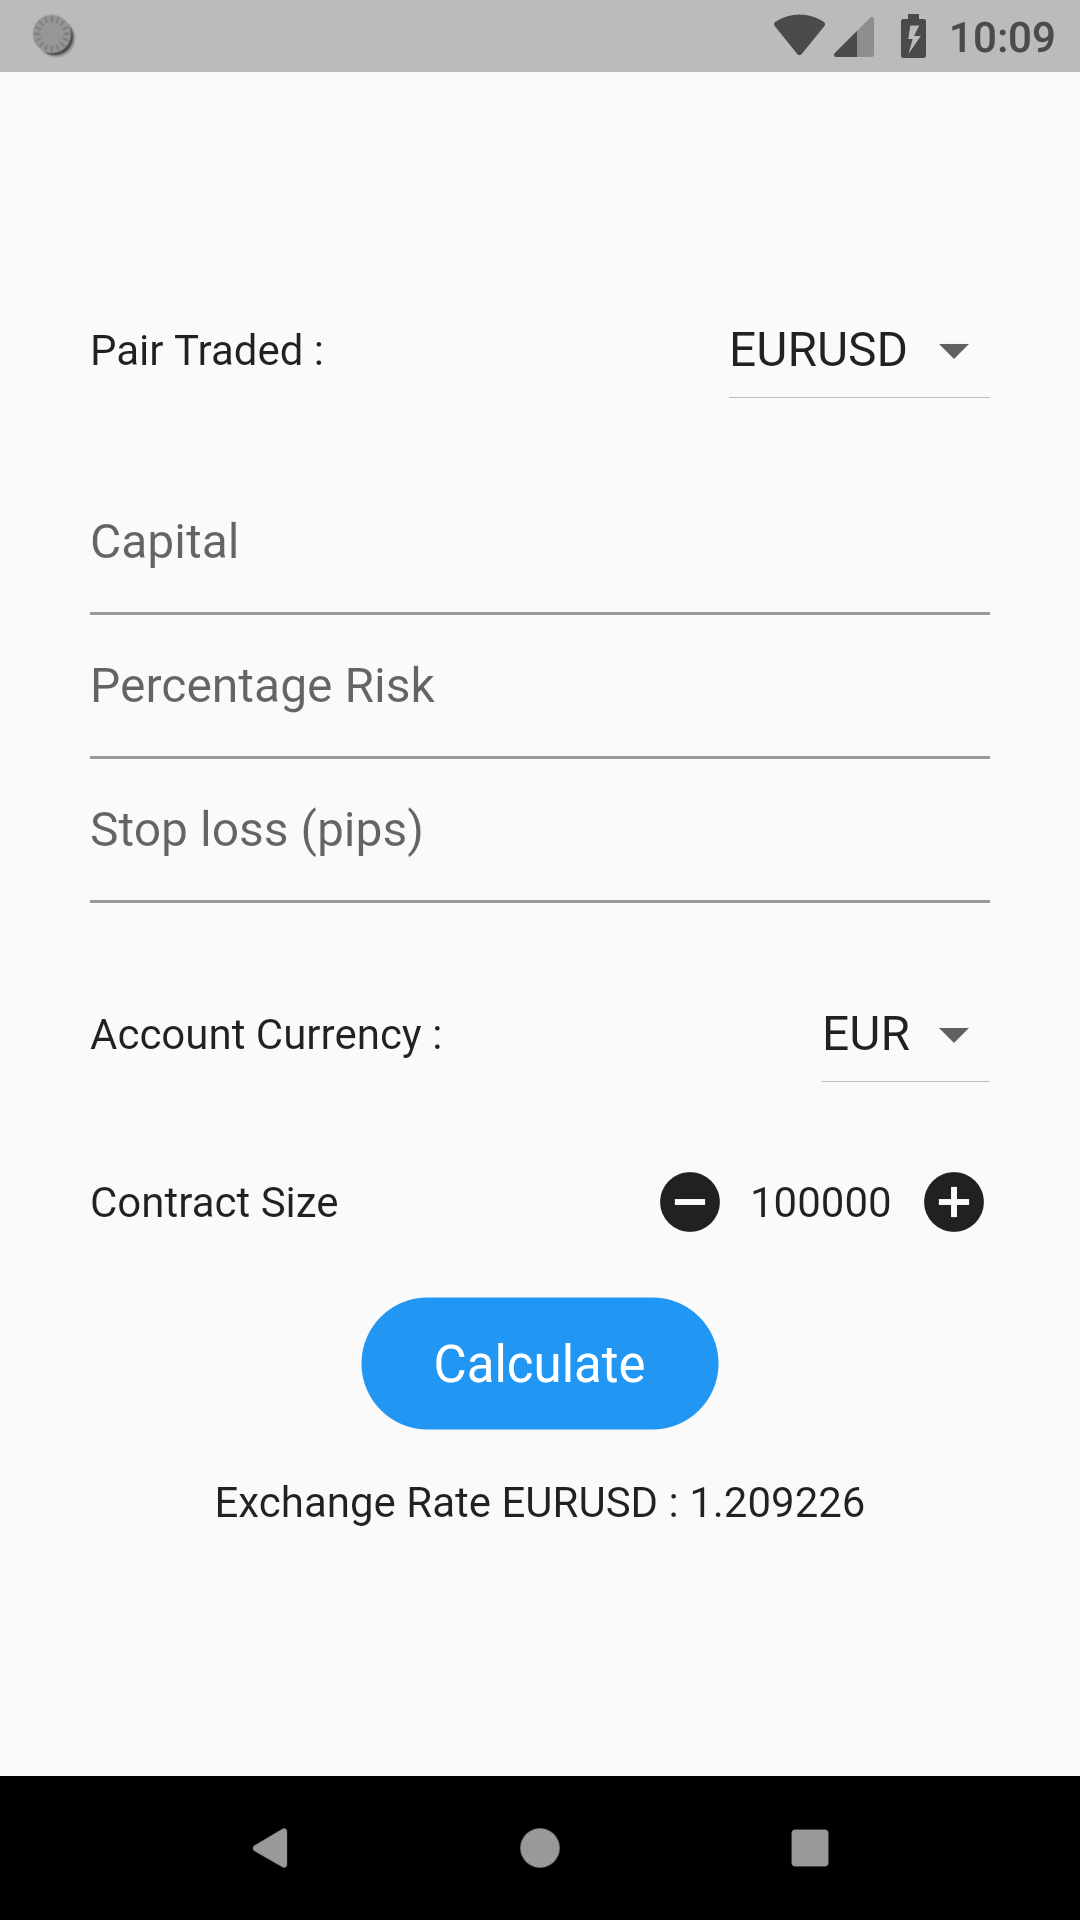 10:09
Pair Traded :
EURUSD
Capital
Percentage Risk
Stop loss (pips)
Account Currency :
EUR
Contract Size
100000
Calculate
Exchange Rate EURUSD : 1.209226